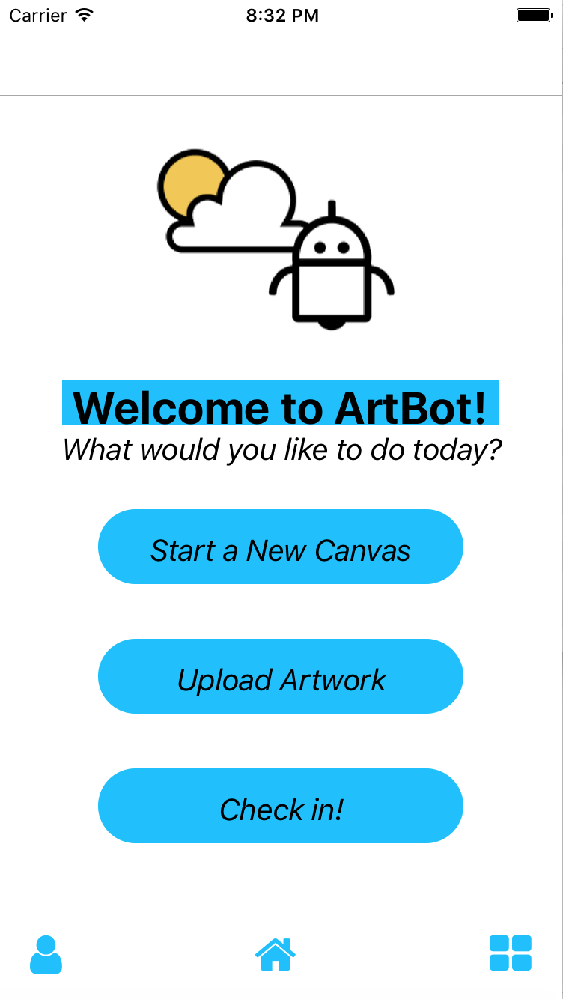 Carrier 8:32 PM
Welcome to ArtBot!
What would you like to do today?
Start a New Canvas
Upload Artwork
Check in!